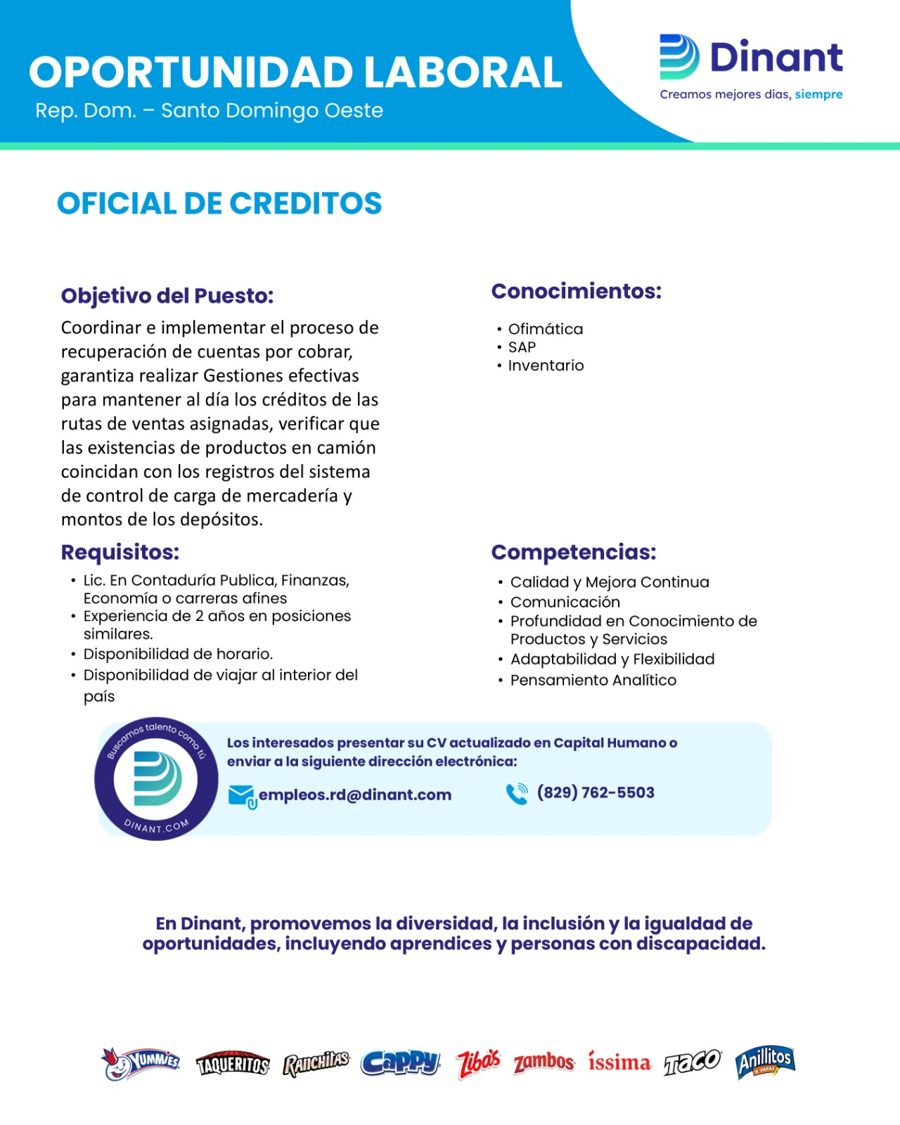 OPORTUNIDAD LABORAL
Rep. Dom. – Santo Domingo Oeste
Dinant
Creamos mejores días, siempre
OFICIAL DE CREDITOS
Objetivo del Puesto:
Coordinar e implementar el proceso de
recuperación de cuentas por cobrar,
garantiza realizar Gestiones efectivas
para mantener al día los créditos de las
rutas de ventas asignadas, verificar que
las existencias de productos en camión
coincidan con los registros del sistema
de control de carga de mercadería y
montos de los depósitos.
Conocimientos:
• Ofimática
• SAP
• Inventario
Requisitos:
• Lic. En Contaduría Publica, Finanzas,
Economía o carreras afines
• Experiencia de 2 años en posiciones
similares.
• Disponibilidad de horario.
• Disponibilidad de viajar al interior del
país
Competencias:
• Calidad y Mejora Continua
• Comunicación
• Profundidad en Conocimiento de
Productos y Servicios
• Adaptabilidad y Flexibilidad
• Pensamiento Analítico
Buscamos talento como tú
DINANT.COM
Los interesados presentar su CV actualizado en Capital Humano o
enviar a la siguiente dirección electrónica:
empleos.rd@dinant.com
(829) 762-5503
En Dinant, promovemos la diversidad, la inclusión y la igualdad de
oportunidades, incluyendo aprendices y personas con discapacidad.
YUMMIES TAQUERITOS RANCHITAS CAPPY Ziba's Zambos íssima TACO Anillitos